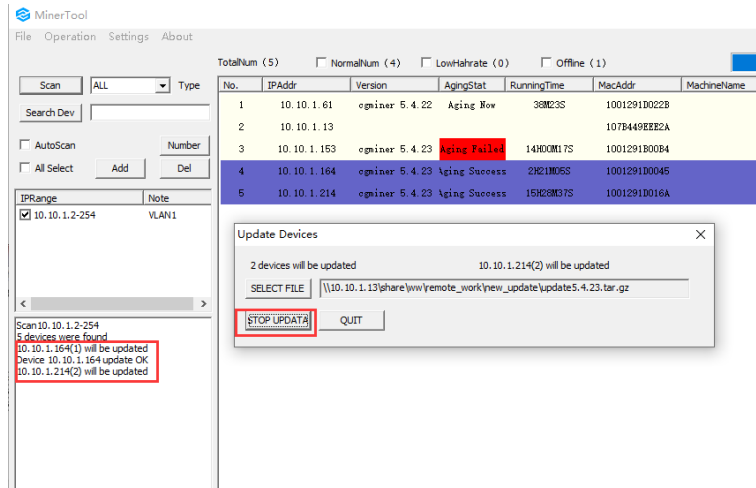 MinerTool
File Operation Settings About
TotalNum (5) NormalNum (4) LowHahrate (0) Offline (1)
Scan ALL Type
Search Dev
AutoScan Number
All Select Add Del
IPRange Note
10.10.1.2-254 VLAN1
No. IPAddr Version AgingStat RunningTime MacAddr MachineName
1 10.10.1.61 cgminer 5.4.22 Aging Now 38M23S 1001291D022B
2 10.10.1.13 107B449EEE2A
3 10.10.1.153 cgminer 5.4.23 Aging Failed 14H00M17S 1001291B00B4
4 10.10.1.164 cgminer 5.4.23 Aging Success 2H21M05S 1001291D0045
5 10.10.1.214 cgminer 5.4.23 Aging Success 15H28M37S 1001291D016A
Update Devices
2 devices will be updated 10.10.1.214(2) will be updated
SELECT FILE \\10.10.1.13\share\ww\remote_work\new_update\update5.4.23.tar.gz
STOP UPDATA QUIT
Scan10.10.1.2-254
5 devices were found
10.10.1.164(1) will be updated
Device 10.10.1.164 update OK
10.10.1.214(2) will be updated